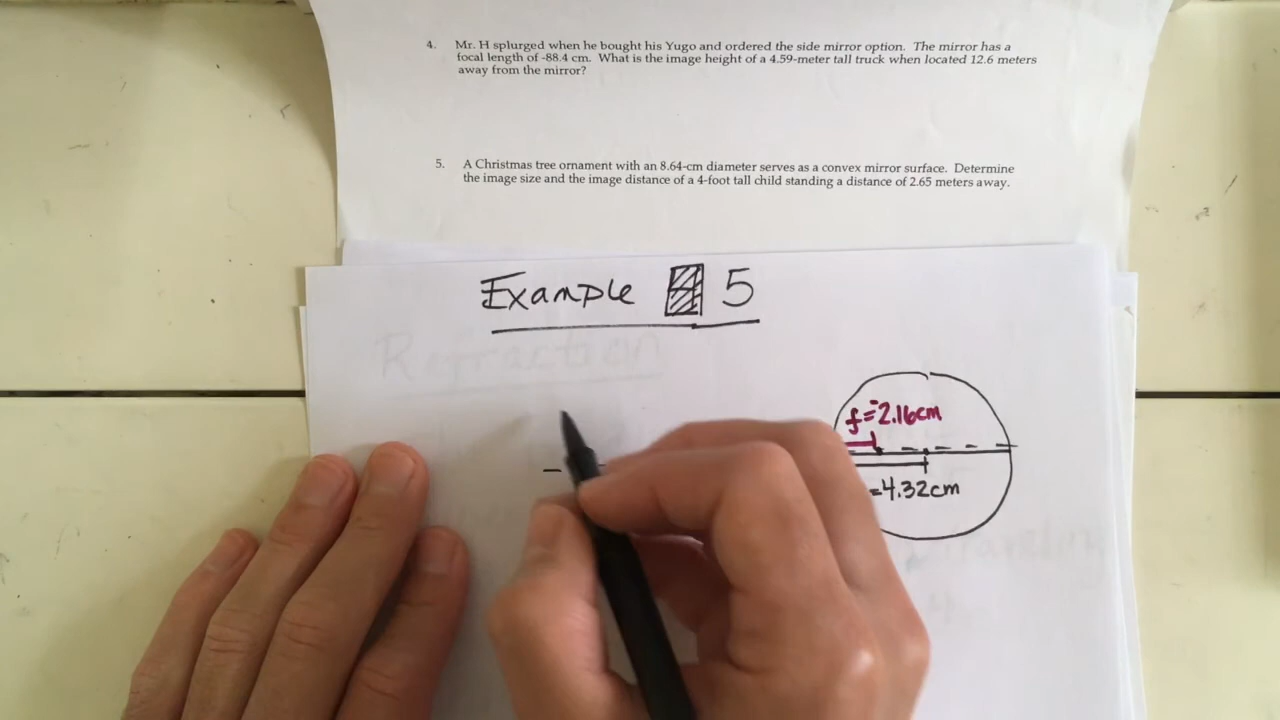 4. Mr. H splurged when he bought his Yugo and ordered the side mirror option. The mirror has a
focal length of -88.4 cm. What is the image height of a 4.59-meter tall truck when located 12.6 meters
away from the mirror?
5. A Christmas tree ornament with an 8.64-cm diameter serves as a convex mirror surface. Determine
the image size and the image distance of a 4-foot tall child standing a distance of 2.65 meters away.
Example 5
Refraction
f=-2.16cm
=4.32cm